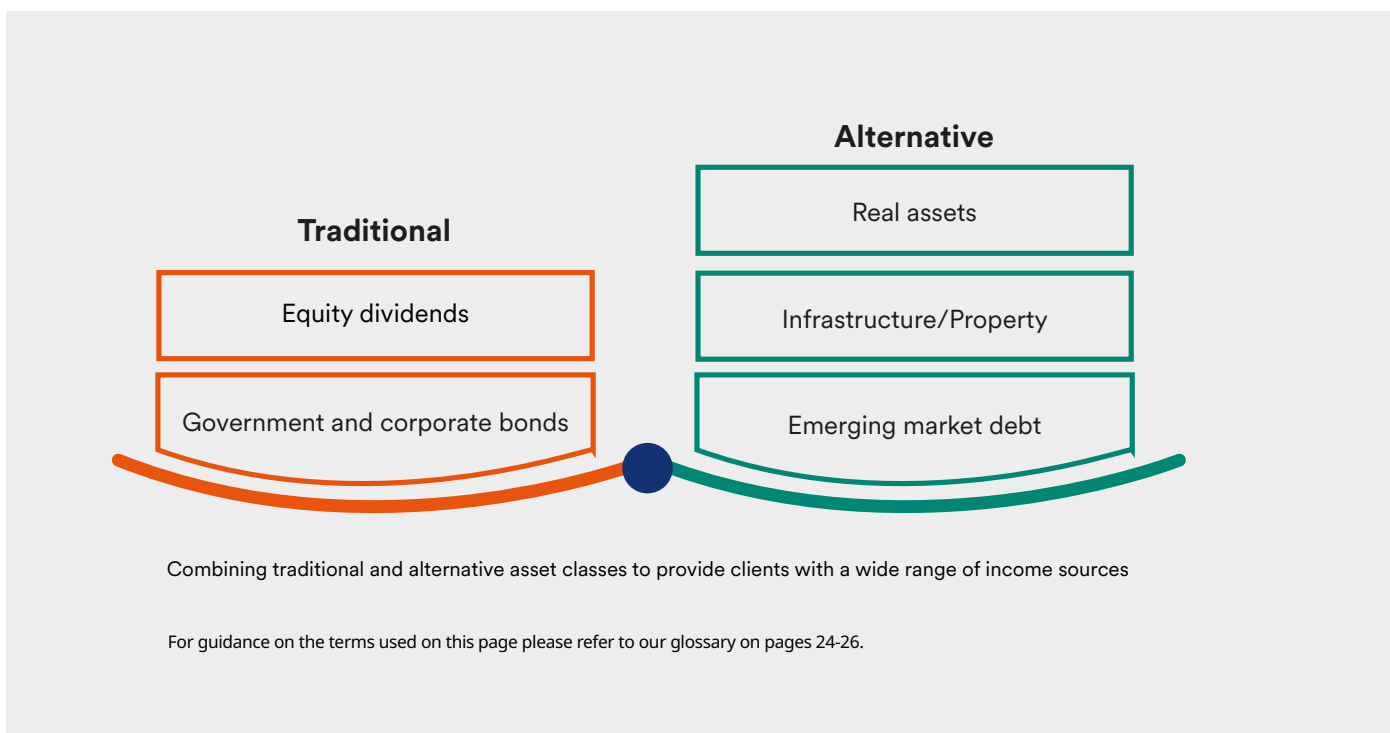 Traditional
Equity dividends
Government and corporate bonds
Alternative
Real assets
Infrastructure/Property
Emerging market debt
Combining traditional and alternative asset classes to provide clients with a wide range of income sources
For guidance on the terms used on this page please refer to our glossary on pages 24-26.